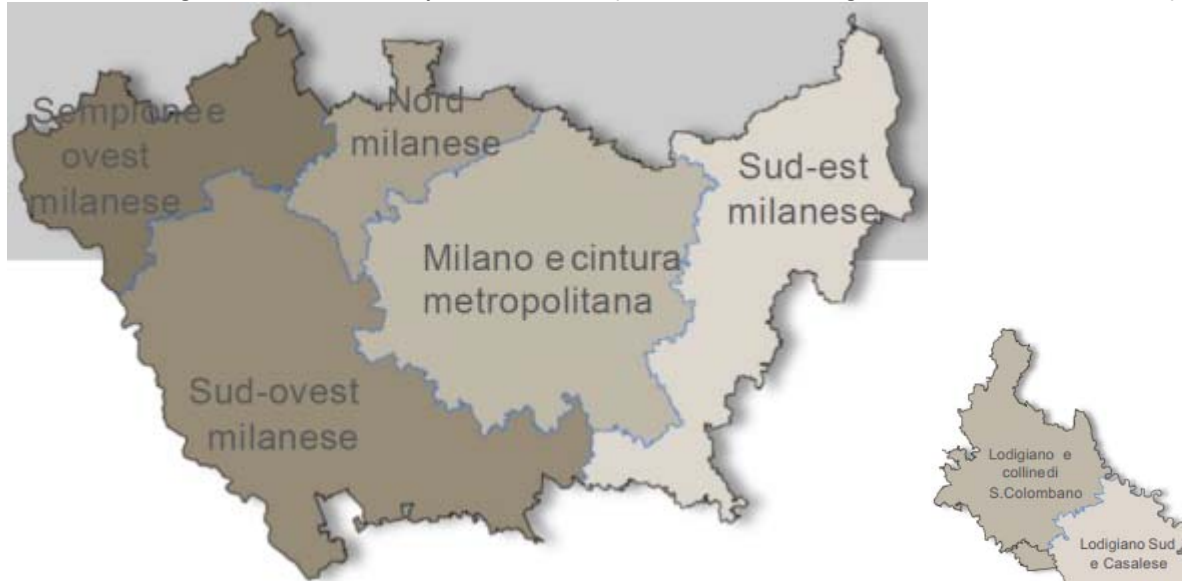 Sempione e
ovest
milanese
Nord
milanese
Sud-est
milanese
Milano e cintura
metropolitana
Sud-ovest
milanese
Lodigiano e
colline di
S.Colombano
Lodigiano Sud
e Casalese